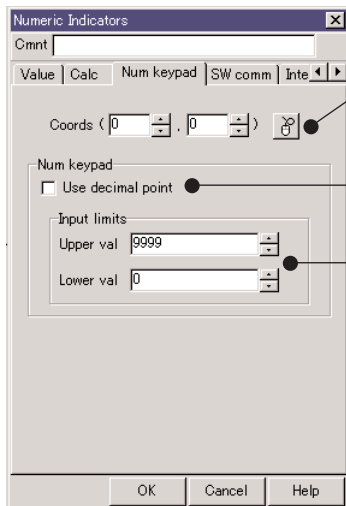 Numeric Indicators
Cmnt
Value Calc Num keypad SW comm Inte
Coords ( 0 , 0 )
Num keypad
Use decimal point
Input limits
Upper val 9999
Lower val 0
OK Cancel Help